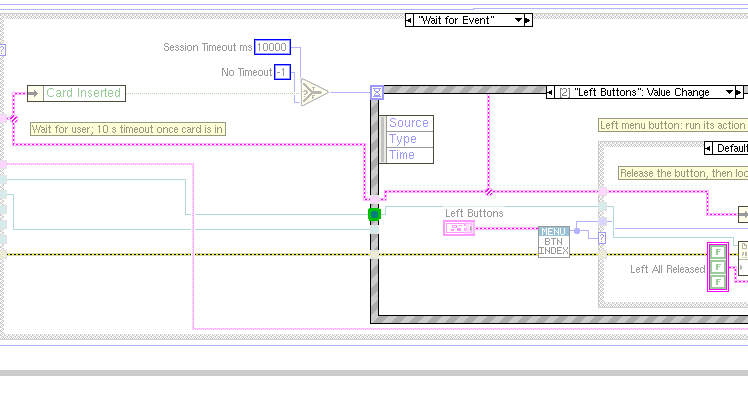 "Wait for Event"
Session Timeout ms 10000
No Timeout -1
Card Inserted
[2] "Left Buttons": Value Change
Wait for user; 10 s timeout once card is in
Source
Type
Time
Left menu button: run its action
Default
Release the button, then loo
Left Buttons
MENU
BTN
INDEX
?
?
Left All Released
F
F
F